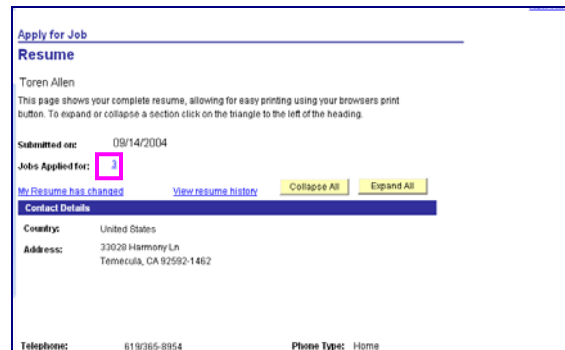 Apply for Job
Resume
Toren Allen
This page shows your complete resume, allowing for easy printing using your browsers print
button. To expand or collapse a section click on the triangle to the left of the heading.
Submitted on: 09/14/2004
Jobs Applied for: 3
My Resume has changed View resume history Collapse All Expand All
Contact Details
Country: United States
Address: 33028 Harmony Ln
Temecula, CA 92592-1462
Telephone: 619/365-8954 Phone Type: Home